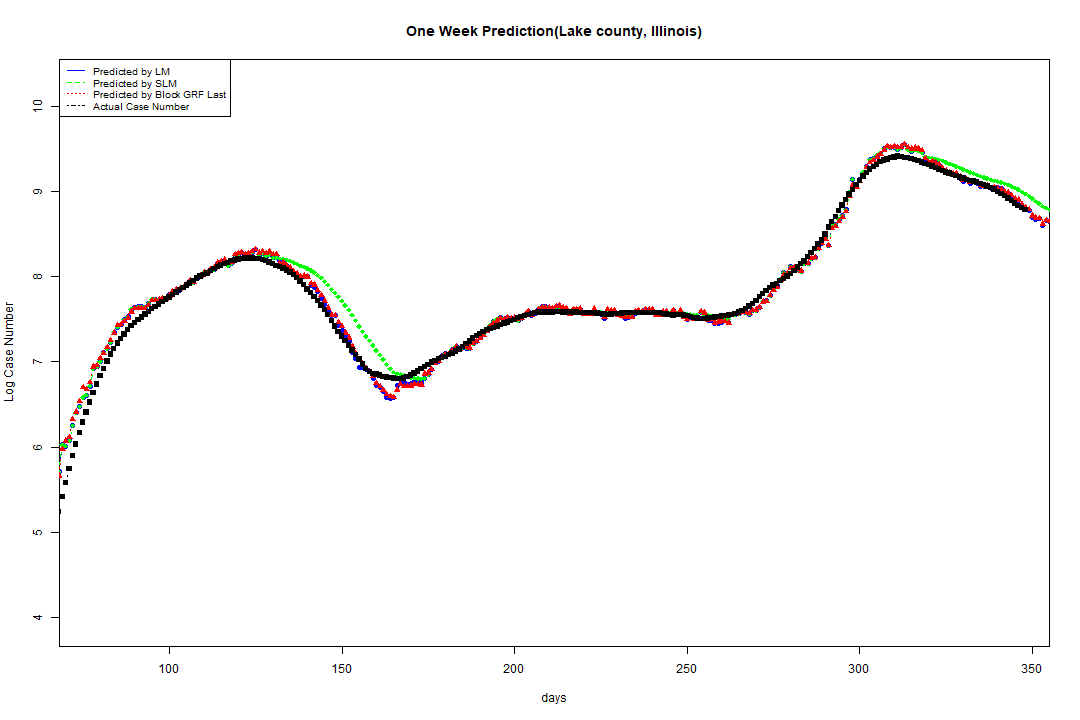 One Week Prediction(Lake county, Illinois)
Predicted by LM
Predicted by SLM
Predicted by Block GRF Last
Actual Case Number
10
9
8
7
6
5
4
Log Case Number
100 150 200 250 300 350
days